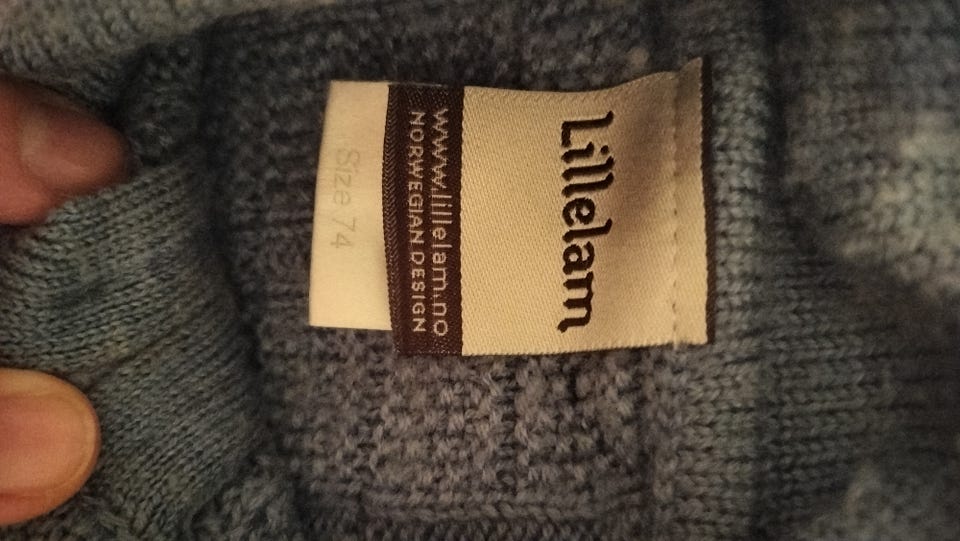 Lillelam
www.lillelam.no
NORWEGIAN DESIGN
Size 74